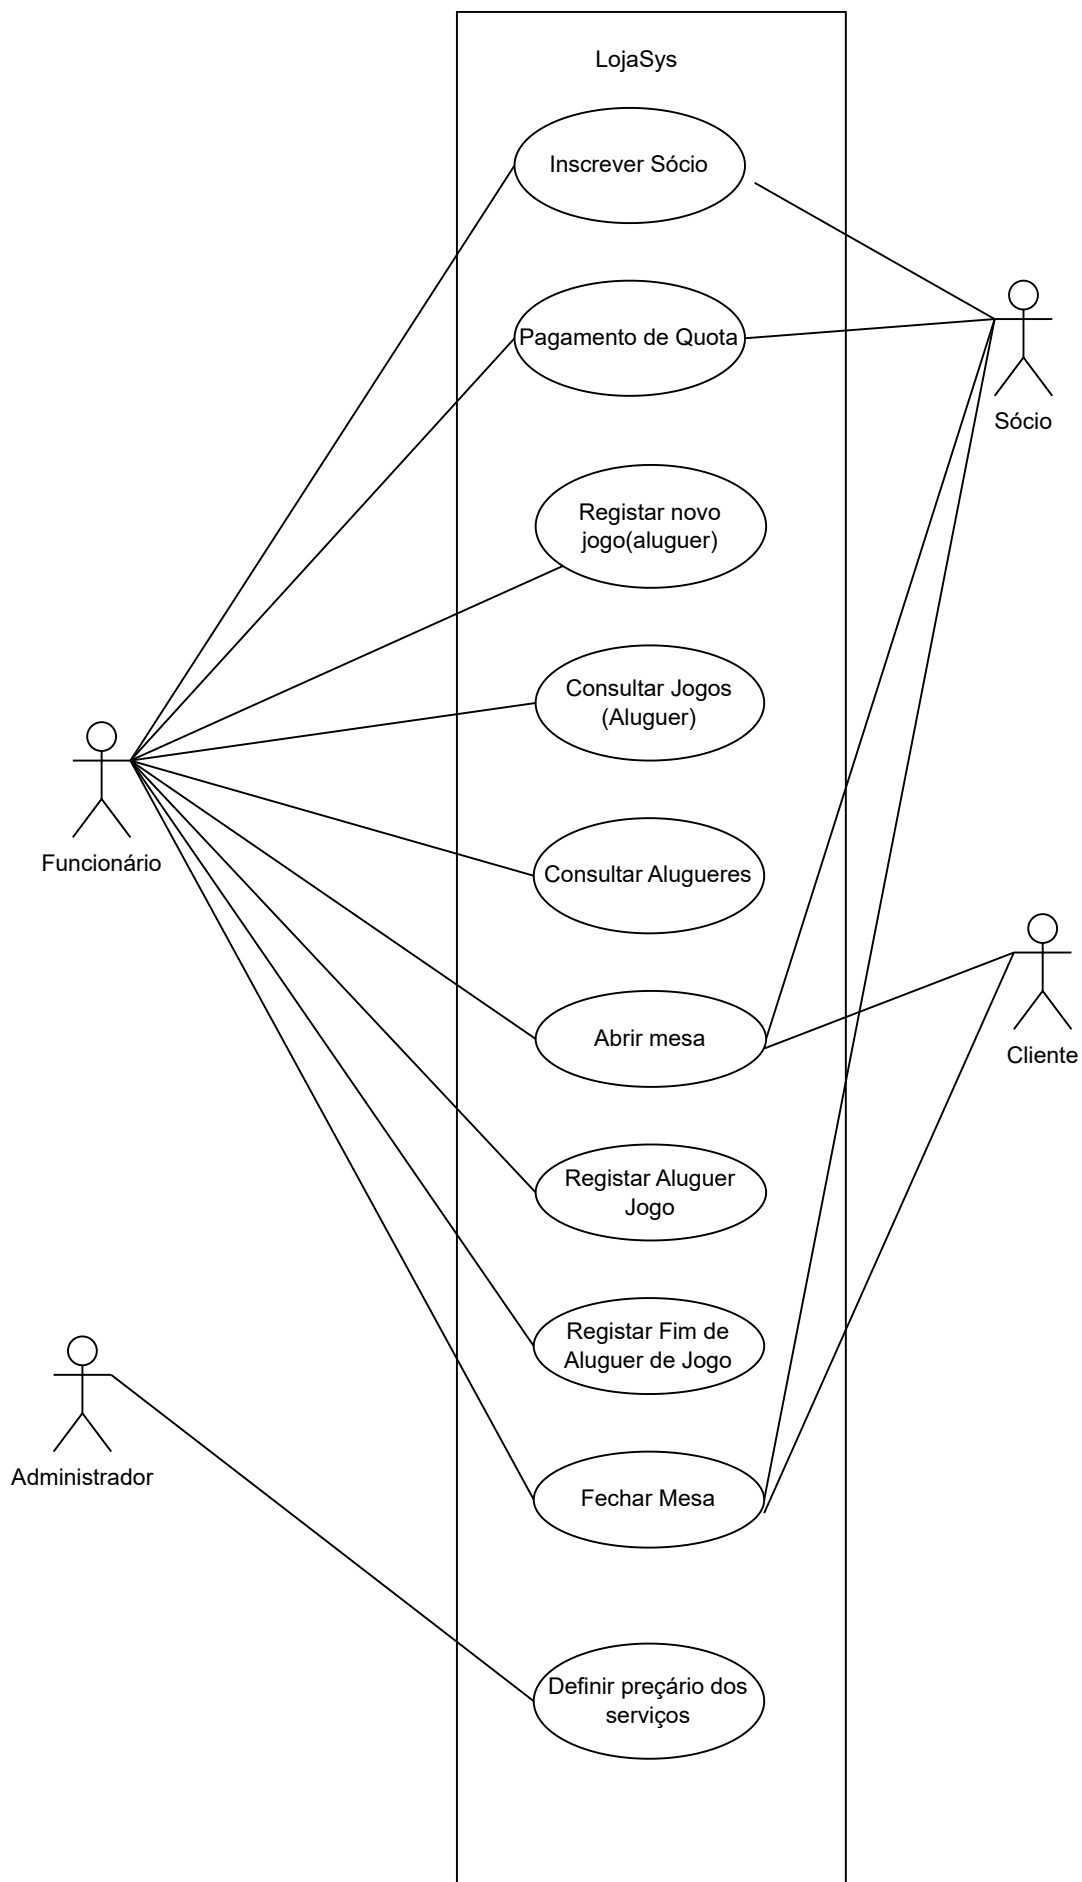 LojaSys
Inscrever Sócio
Pagamento de Quota
Sócio
Registar novo
jogo(aluguer)
Consultar Jogos
(Aluguer)
Funcionário
Consultar Alugueres
Abrir mesa
Cliente
Registar Aluguer
Jogo
Registar Fim de
Aluguer de Jogo
Administrador
Fechar Mesa
Definir preçário dos
serviços